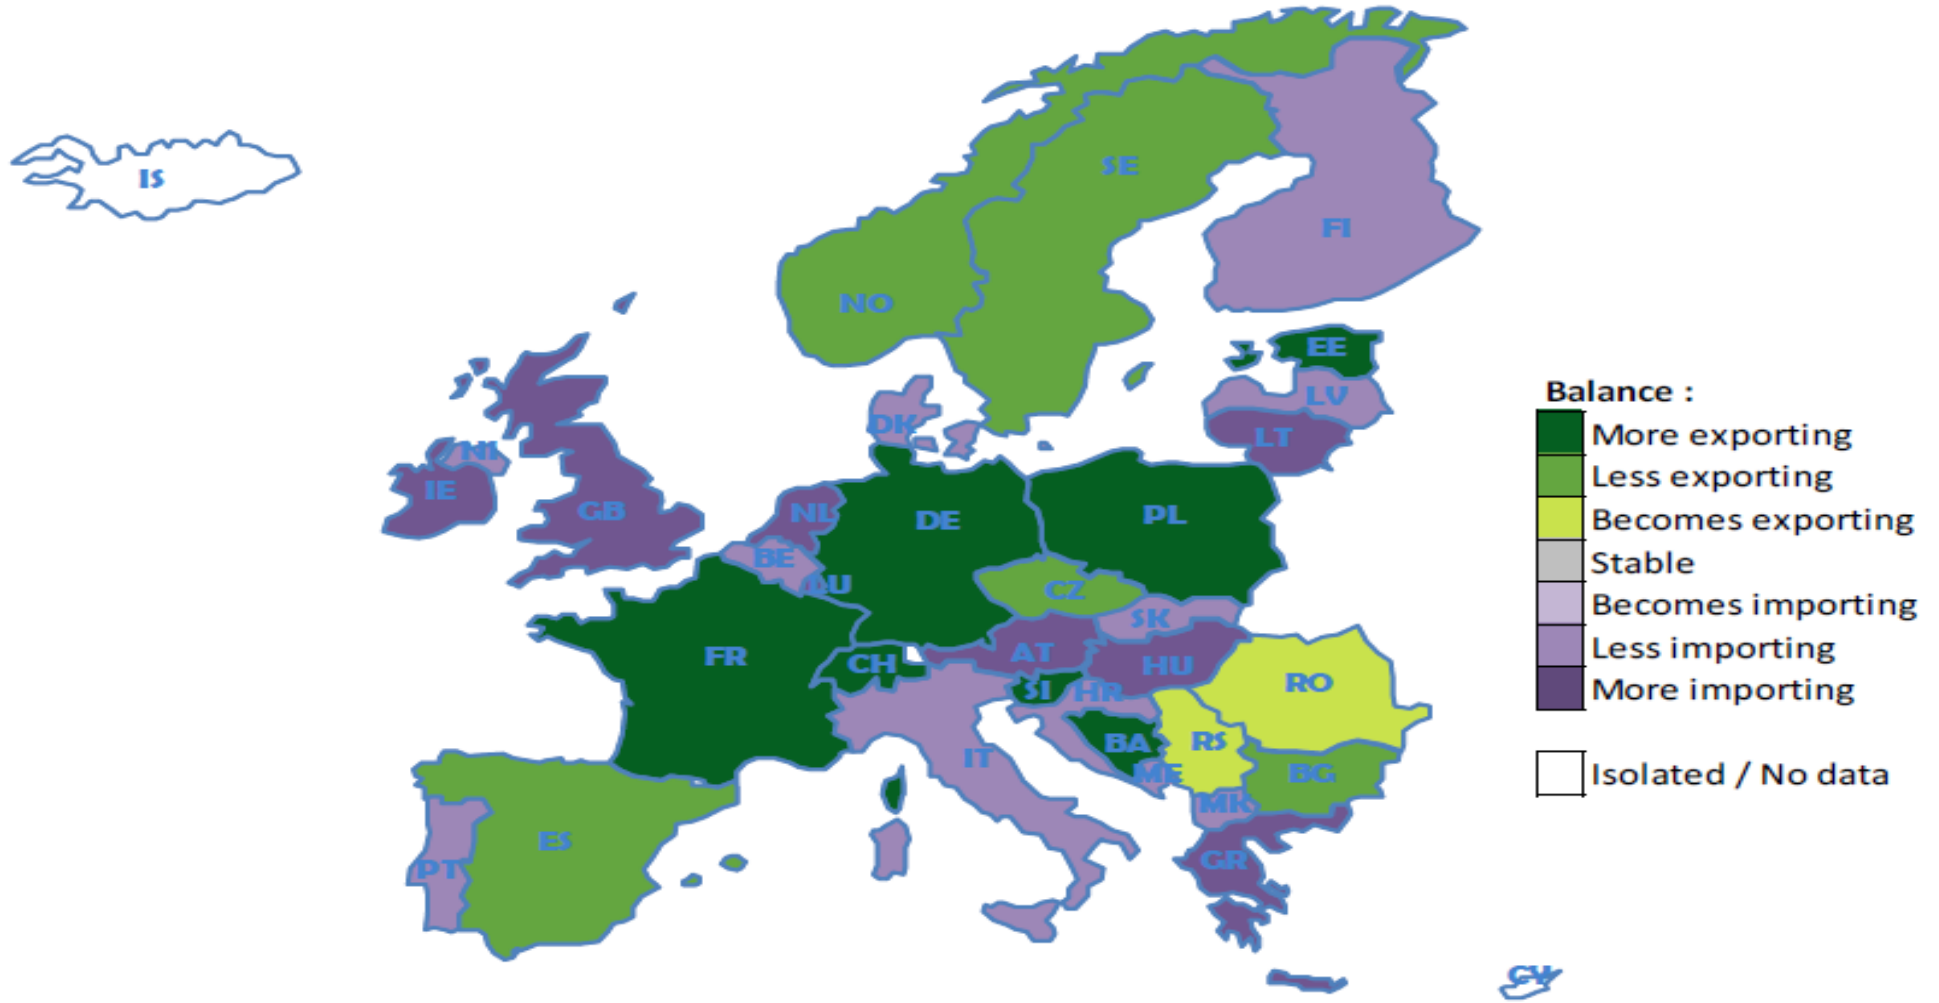 IS
SE
FI
NO
EE
LV
DK
LT
NI
IE
GB
NL
DE
PL
BE
LU
CZ
SK
FR
CH
AT
HU
SI
HR
RO
BA
RS
IT
ME
BG
MK
ES
PT
GR
CY
Balance :
More exporting
Less exporting
Becomes exporting
Stable
Becomes importing
Less importing
More importing
Isolated / No data